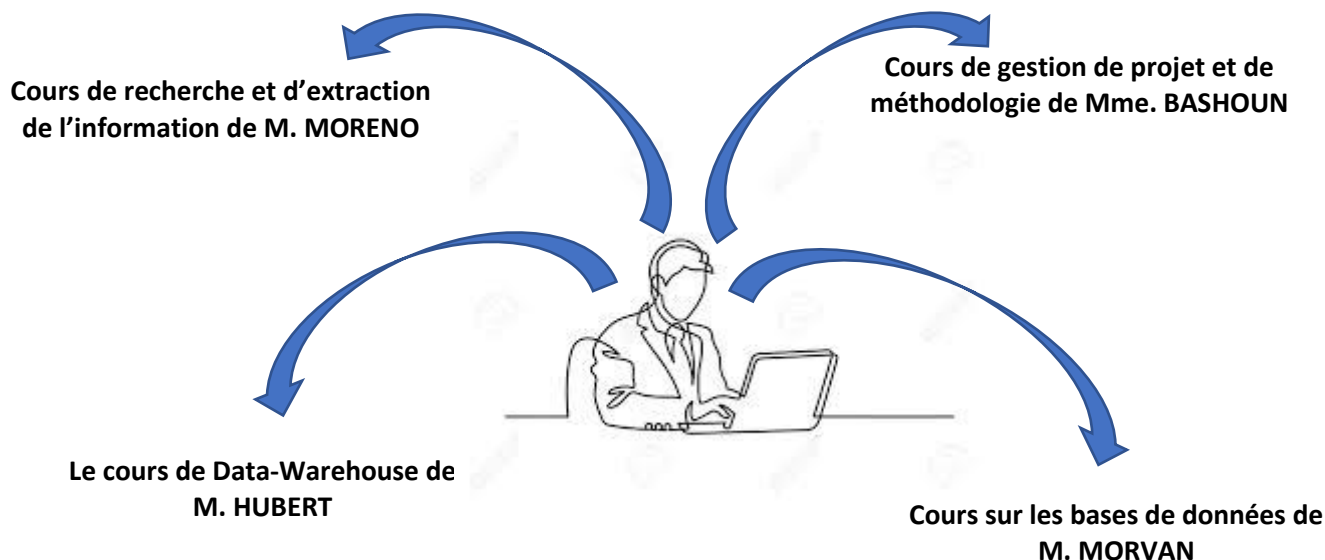 Cours de recherche et d’extraction
de l’information de M. MORENO
Cours de gestion de projet et de
méthodologie de Mme. BASHOUN
Le cours de Data-Warehouse de
M. HUBERT
Cours sur les bases de données de
M. MORVAN